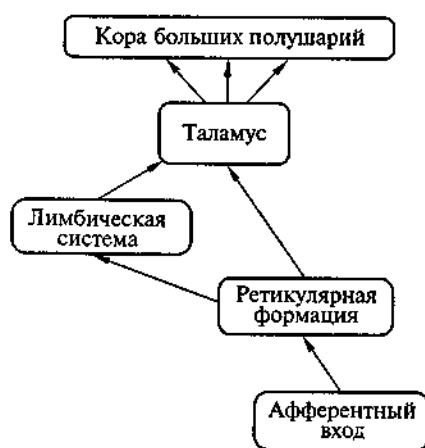 Кора больших полушарий
Таламус
Лимбическая
система
Ретикулярная
формация
Афферентный
вход